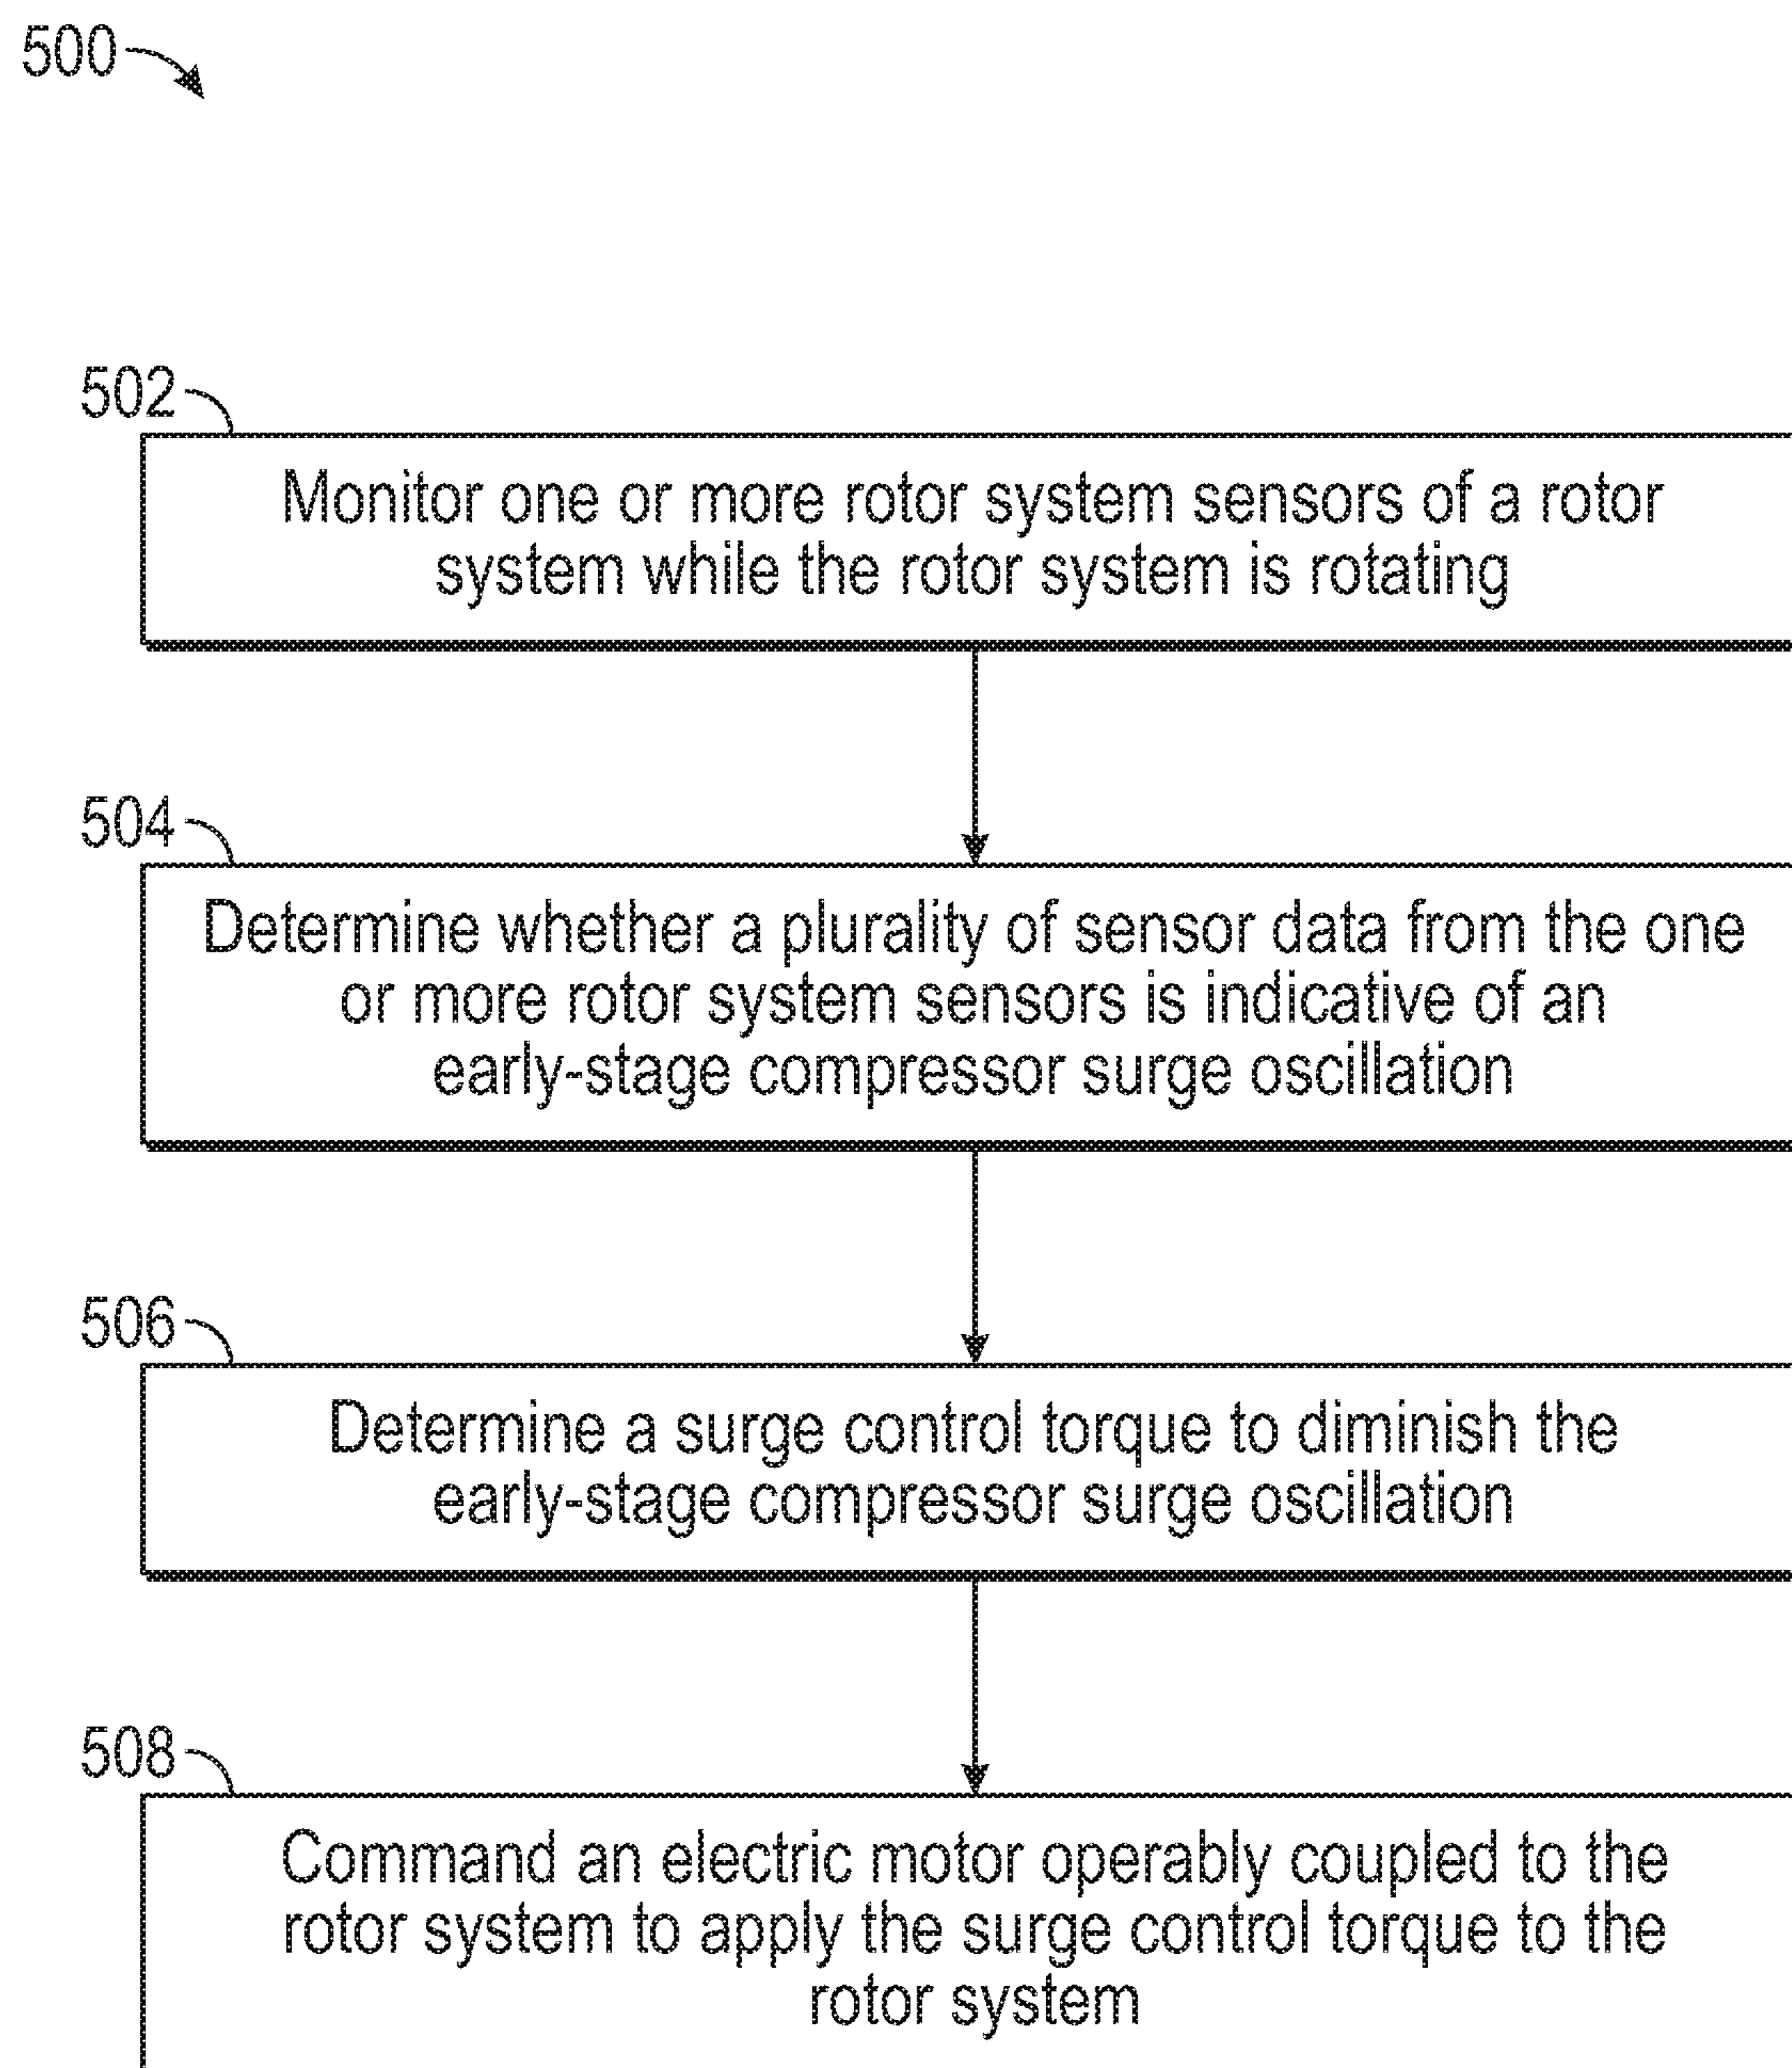 500
502
Monitor one or more rotor system sensors of a rotor
system while the rotor system is rotating
504
Determine whether a plurality of sensor data from the one
or more rotor system sensors is indicative of an
early-stage compressor surge oscillation
506
Determine a surge control torque to diminish the
early-stage compressor surge oscillation
508
Command an electric motor operably coupled to the
rotor system to apply the surge control torque to the
rotor system